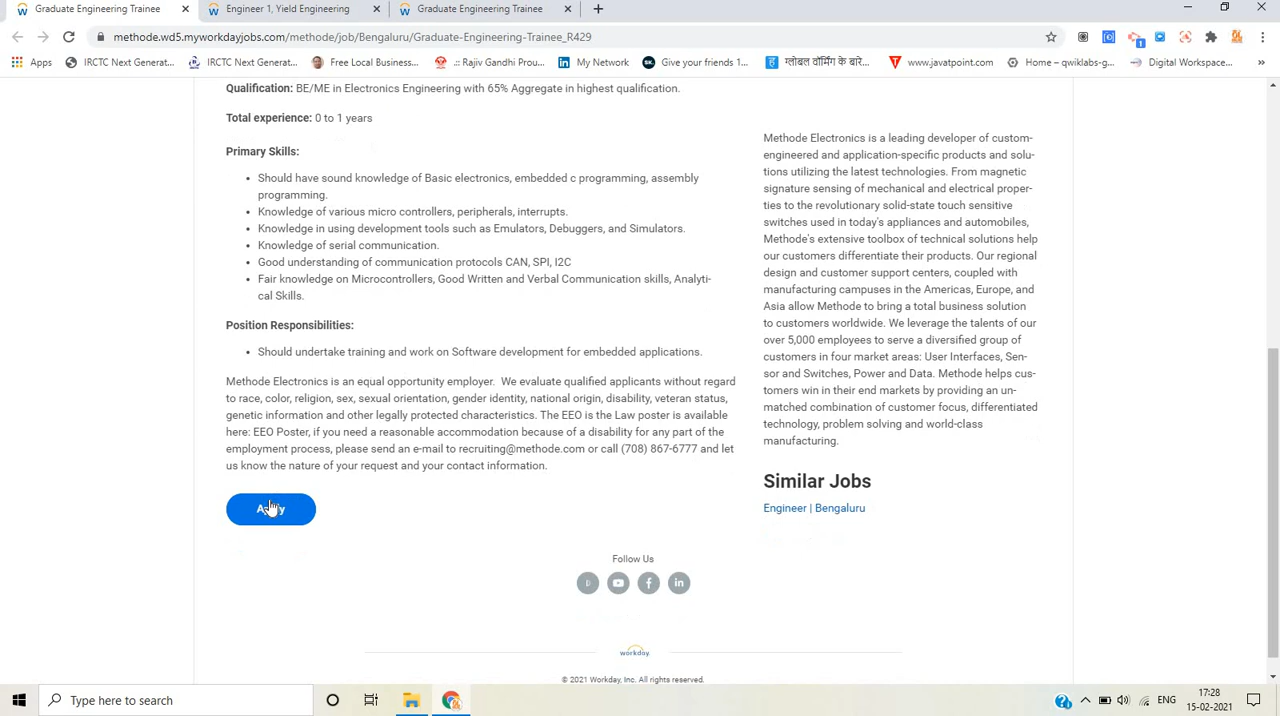 Graduate Engineering Trainee
Engineer 1, Yield Engineering
Graduate Engineering Trainee
methode.wd5.myworkdayjobs.com/methode/job/Bengaluru/Graduate-Engineering-Trainee_R429
Apps
IRCTC Next Generat...
IRCTC Next Generat...
Free Local Business...
.:: Rajiv Gandhi Prou...
My Network
Give your friends 1...
ग्लोबल वॉर्मिंग के बारे...
www.javatpoint.com
Home – qwiklabs-g...
Digital Workspace,...
Qualification: BE/ME in Electronics Engineering with 65% Aggregate in highest qualification.
Total experience: 0 to 1 years
Primary Skills:
Should have sound knowledge of Basic electronics, embedded c programming, assembly
programming.
Knowledge of various micro controllers, peripherals, interrupts.
Knowledge in using development tools such as Emulators, Debuggers, and Simulators.
Knowledge of serial communication.
Good understanding of communication protocols CAN, SPI, I2C
Fair knowledge on Microcontrollers, Good Written and Verbal Communication skills, Analyti-
cal Skills.
Position Responsibilities:
Should undertake training and work on Software development for embedded applications.
Methode Electronics is an equal opportunity employer. We evaluate qualified applicants without regard
to race, color, religion, sex, sexual orientation, gender identity, national origin, disability, veteran status,
genetic information and other legally protected characteristics. The EEO is the Law poster is available
here: EEO Poster, if you need a reasonable accommodation because of a disability for any part of the
employment process, please send an e-mail to recruiting@methode.com or call (708) 867-6777 and let
us know the nature of your request and your contact information.
Apply
Methode Electronics is a leading developer of custom-
engineered and application-specific products and solu-
tions utilizing the latest technologies. From magnetic
signature sensing of mechanical and electrical proper-
ties to the revolutionary solid-state touch sensitive
switches used in today's appliances and automobiles,
Methode's extensive toolbox of technical solutions help
our customers differentiate their products. Our regional
design and customer support centers, coupled with
manufacturing campuses in the Americas, Europe, and
Asia allow Methode to bring a total business solution
to customers worldwide. We leverage the talents of our
over 5,000 employees to serve a diversified group of
customers in four market areas: User Interfaces, Sen-
sor and Switches, Power and Data. Methode helps cus-
tomers win in their end markets by providing an un-
matched combination of customer focus, differentiated
technology, problem solving and world-class
manufacturing.
Similar Jobs
Engineer | Bengaluru
Follow Us
workday.
© 2021 Workday, Inc. All rights reserved.
Type here to search
ENG
17:28
15-02-2021